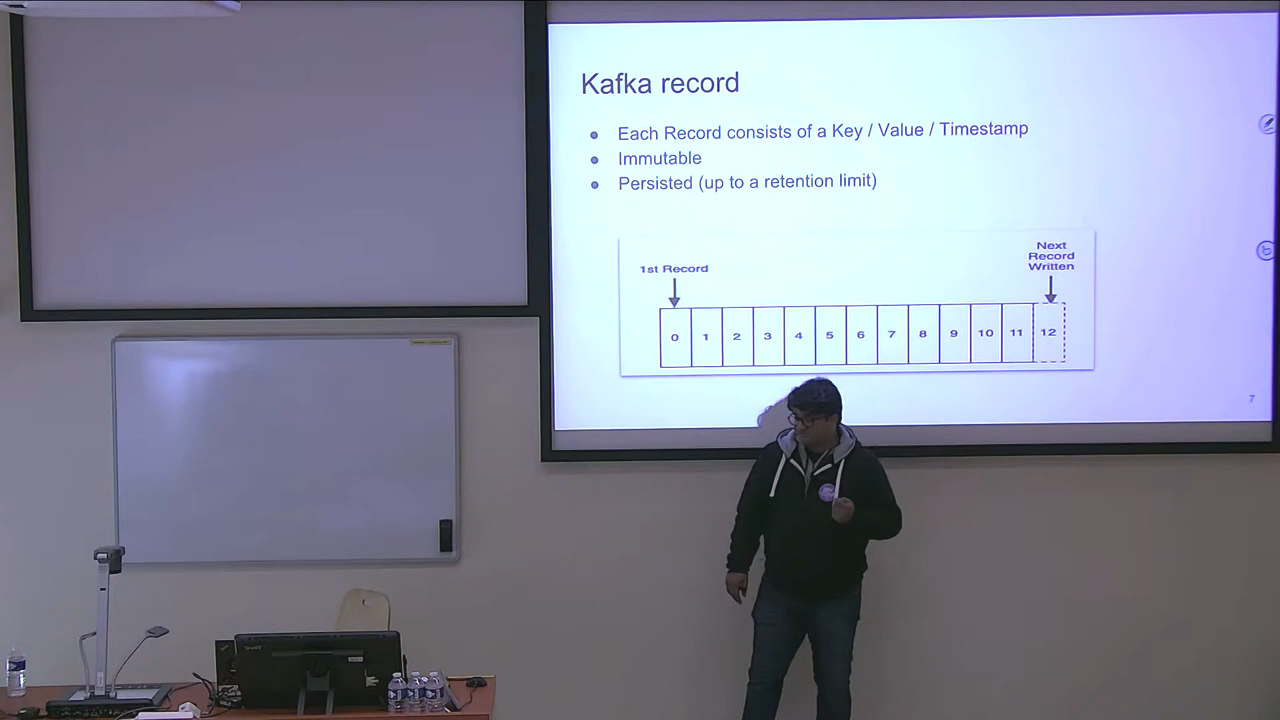 Kafka record
Each Record consists of a Key / Value / Timestamp
Immutable
Persisted (up to a retention limit)
1st Record
Next
Record
Written
0 1 2 3 4 5 6 7 8 9 10 11 12
7